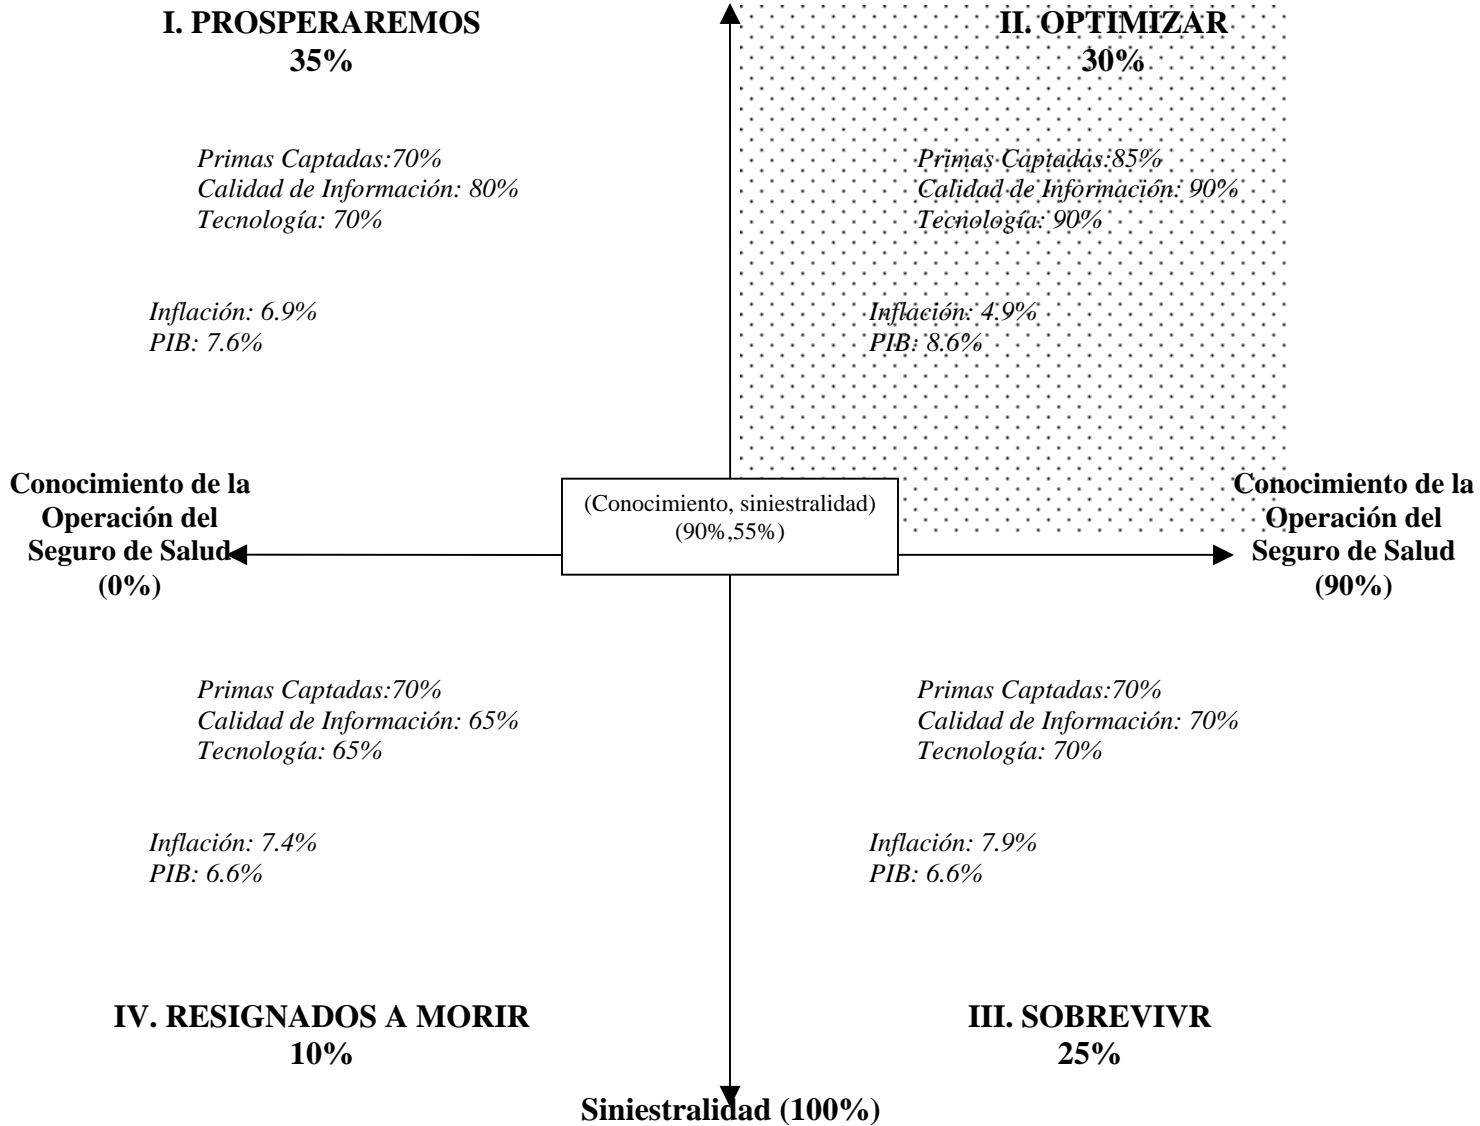 I. PROSPERAREMOS
35%
II. OPTIMIZAR
30%
Primas Captadas:70%
Calidad de Información: 80%
Tecnología: 70%
Primas Captadas:85%
Calidad de Información: 90%
Tecnología: 90%
Inflación: 6.9%
PIB: 7.6%
Inflación: 4.9%
PIB: 8.6%
Conocimiento de la
Operación del
Seguro de Salud
(0%)
(Conocimiento, siniestralidad)
(90%,55%)
Conocimiento de la
Operación del
Seguro de Salud
(90%)
Primas Captadas:70%
Calidad de Información: 65%
Tecnología: 65%
Primas Captadas:70%
Calidad de Información: 70%
Tecnología: 70%
Inflación: 7.4%
PIB: 6.6%
Inflación: 7.9%
PIB: 6.6%
IV. RESIGNADOS A MORIR
10%
III. SOBREVIVR
25%
Siniestralidad (100%)